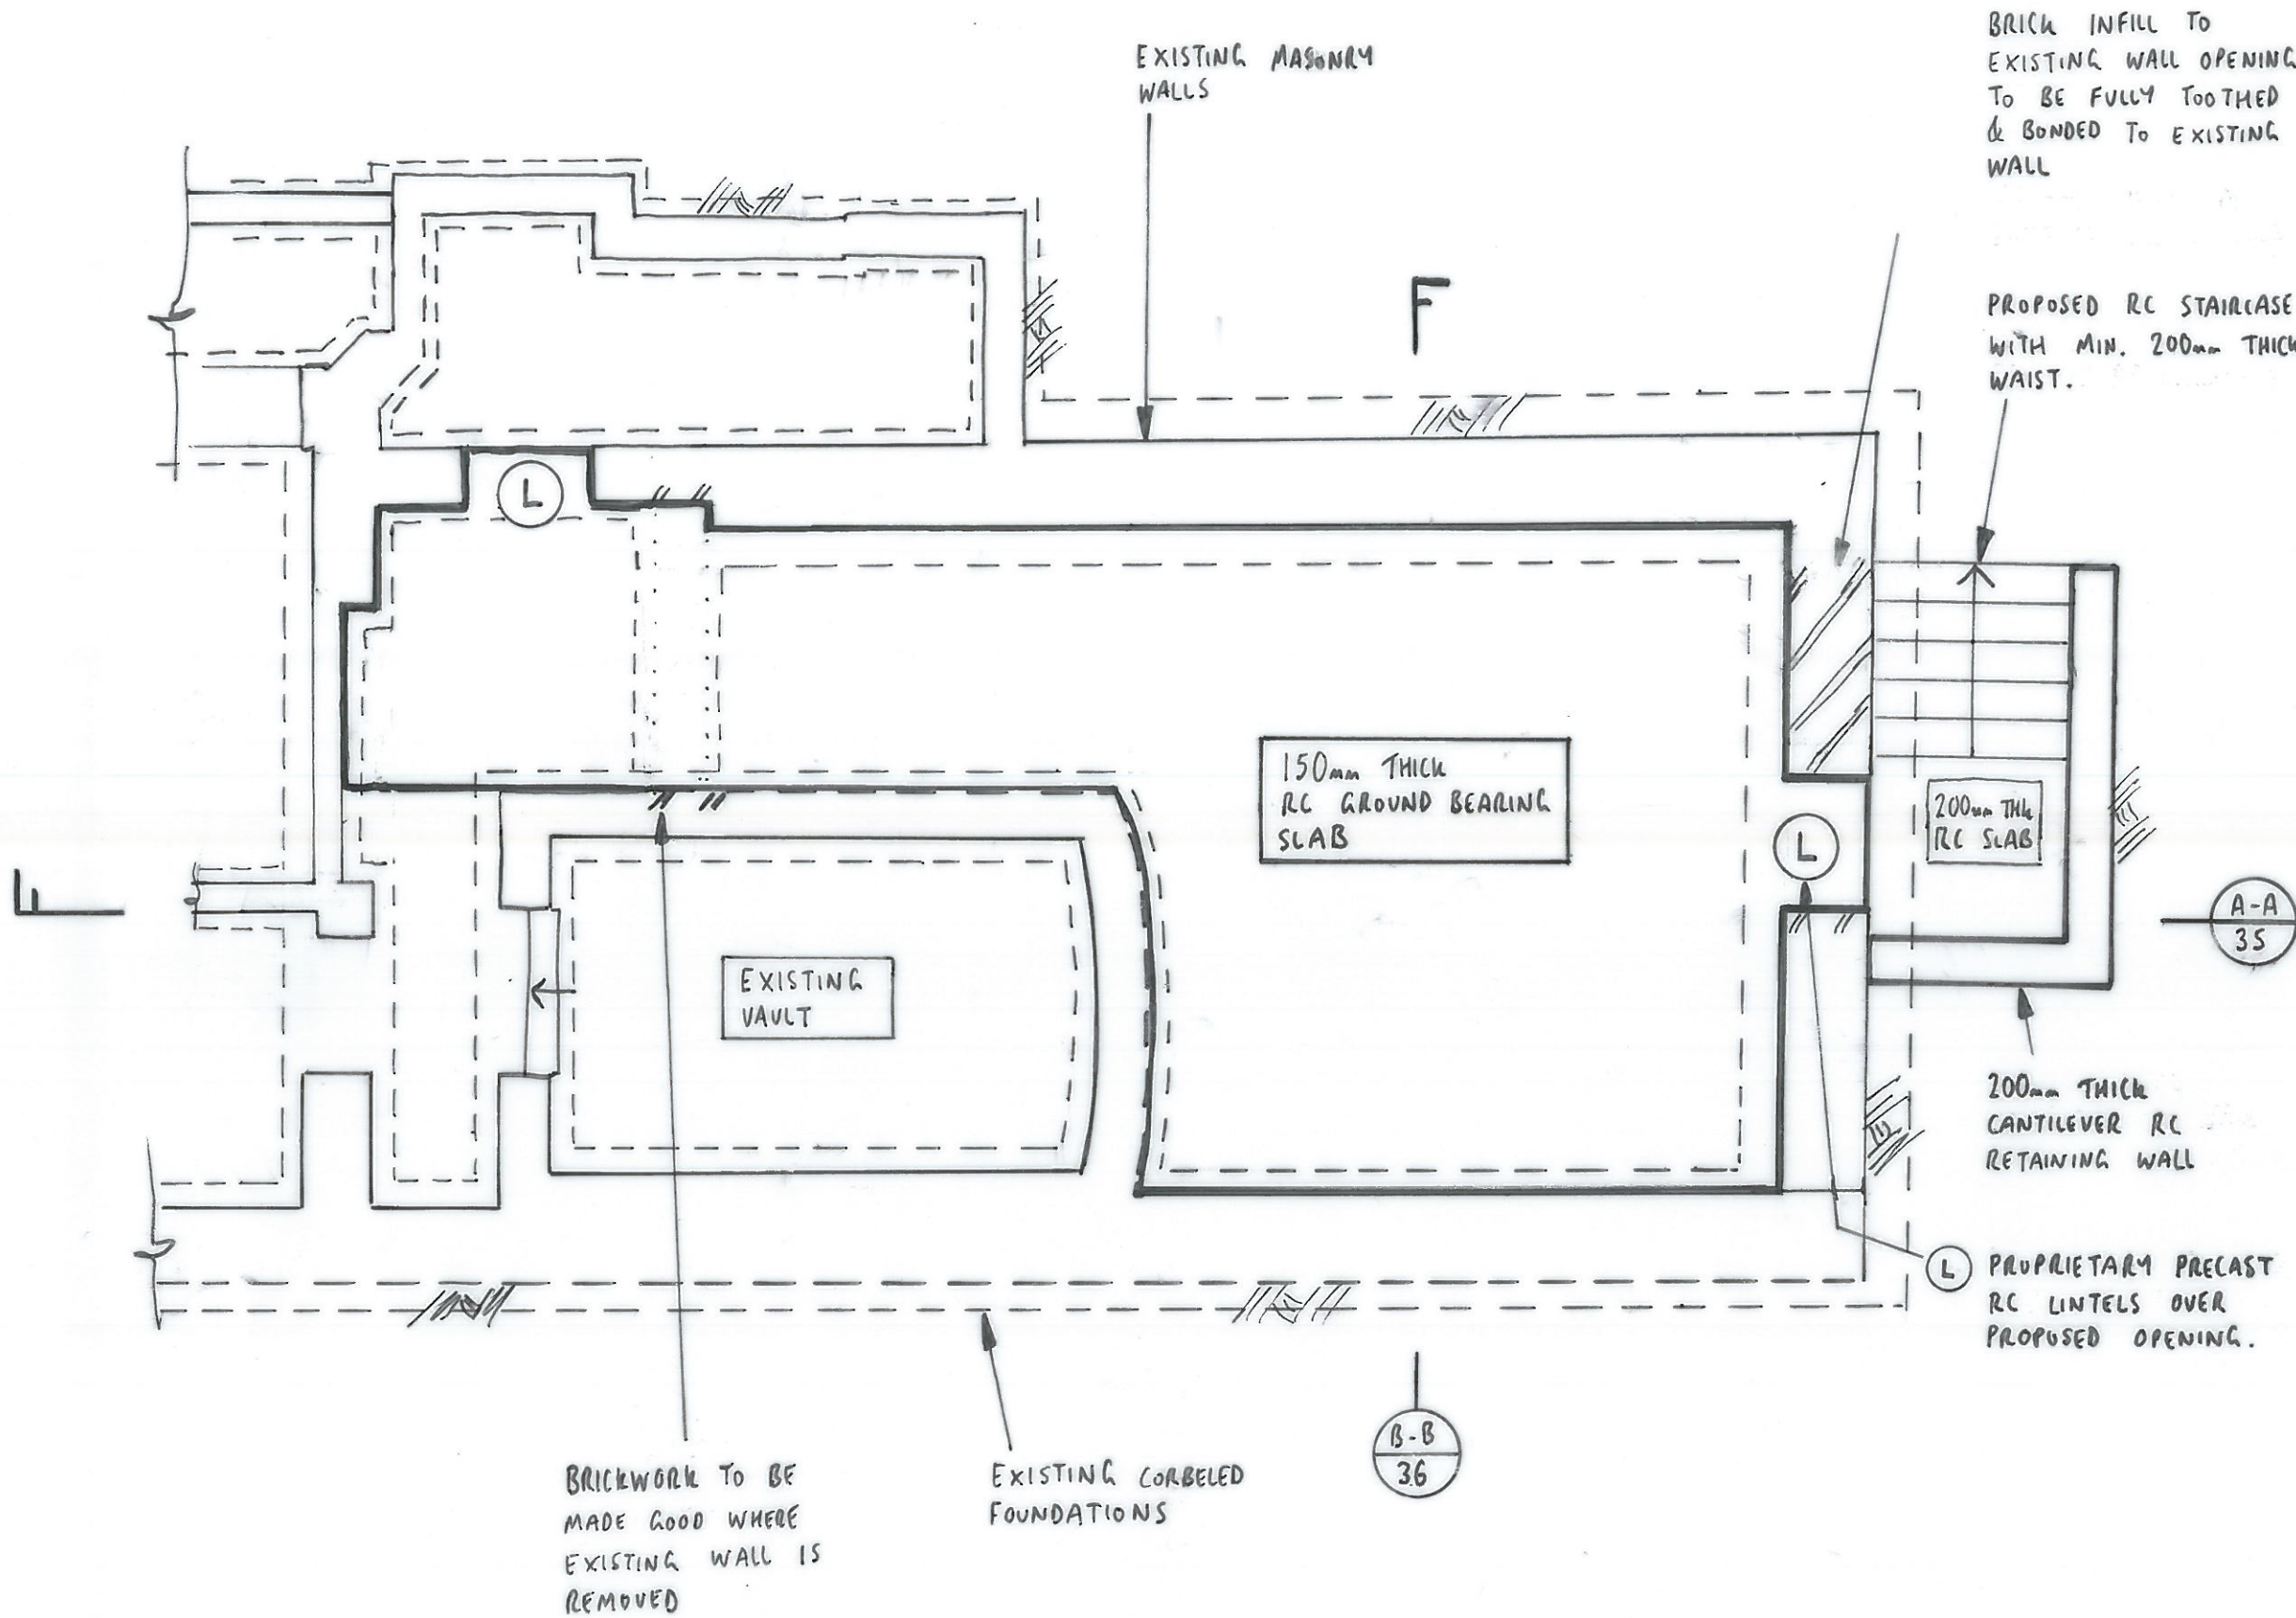 EXISTING MASONRY
WALLS
BRICK INFILL TO
EXISTING WALL OPENING
TO BE FULLY TOOTHED
& BONDED TO EXISTING
WALL
PROPOSED RC STAIRCASE
WITH MIN. 200mm THICK
WAIST.
F
L
150mm THICK
RC GROUND BEARING
SLAB
200mm THK
RC SLAB
L
F
A-A
35
EXISTING
VAULT
200mm THICK
CANTILEVER RC
RETAINING WALL
L PROPRIETARY PRECAST
RC LINTELS OVER
PROPOSED OPENING.
B-B
36
BRICKWORK TO BE
MADE GOOD WHERE
EXISTING WALL IS
REMOVED
EXISTING CORBELED
FOUNDATIONS